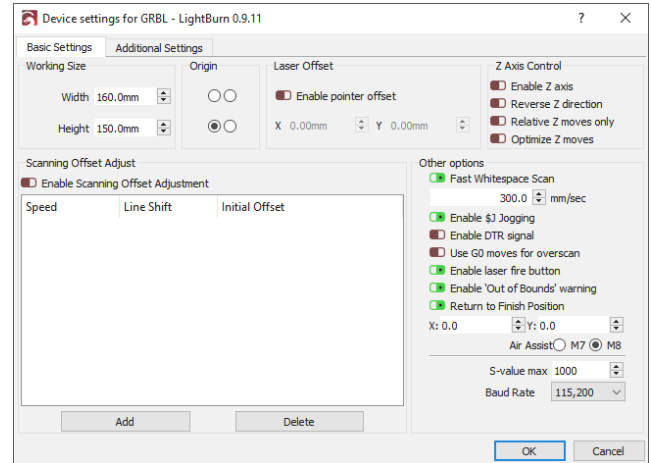 Device settings for GRBL - LightBurn 0.9.11
Basic Settings
Additional Settings
Working Size
Width 160.0mm
Height 150.0mm
Origin
Laser Offset
Enable pointer offset
X 0.00mm Y 0.00mm
Z Axis Control
Enable Z axis
Reverse Z direction
Relative Z moves only
Optimize Z moves
Scanning Offset Adjust
Enable Scanning Offset Adjustment
Speed Line Shift Initial Offset
Add Delete
Other options
Fast Whitespace Scan
300.0 mm/sec
Enable $J Jogging
Enable DTR signal
Use G0 moves for overscan
Enable laser fire button
Enable 'Out of Bounds' warning
Return to Finish Position
X: 0.0 Y: 0.0
Air Assist M7 M8
S-value max 1000
Baud Rate 115,200
OK Cancel